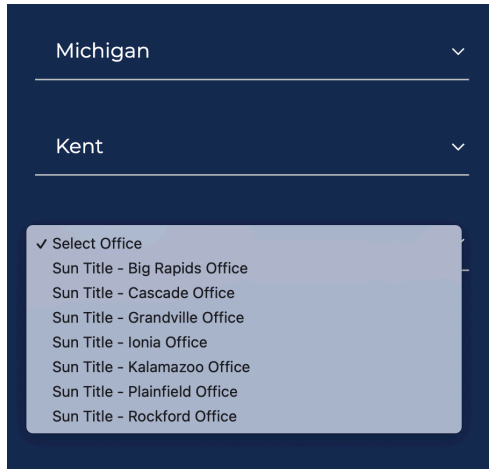 Michigan
Kent
✓ Select Office
Sun Title - Big Rapids Office
Sun Title - Cascade Office
Sun Title - Grandville Office
Sun Title - Ionia Office
Sun Title - Kalamazoo Office
Sun Title - Plainfield Office
Sun Title - Rockford Office